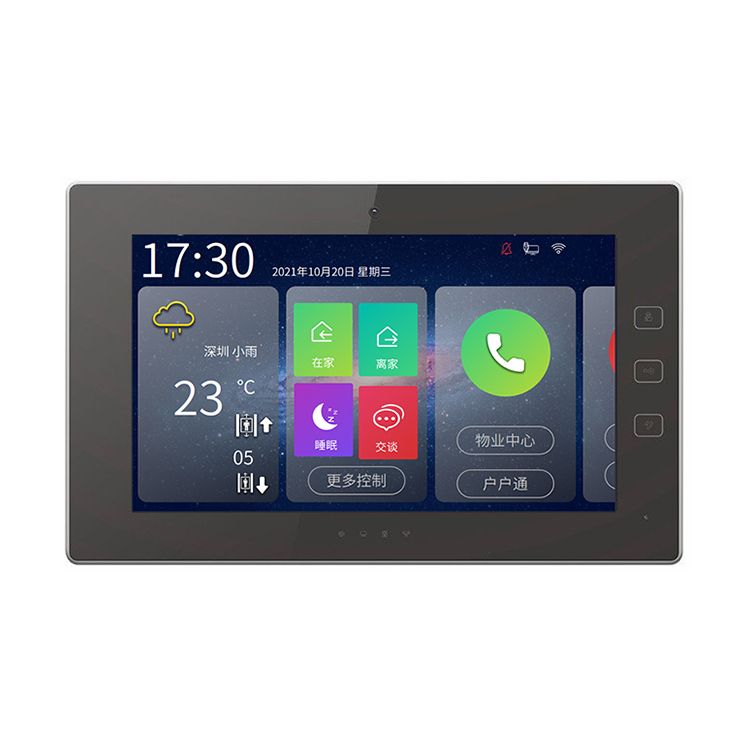 17:30
2021年10月20日 星期三
深圳 小雨
23 °C
05
在家
离家
睡眠
交谈
更多控制
物业中心
户户通